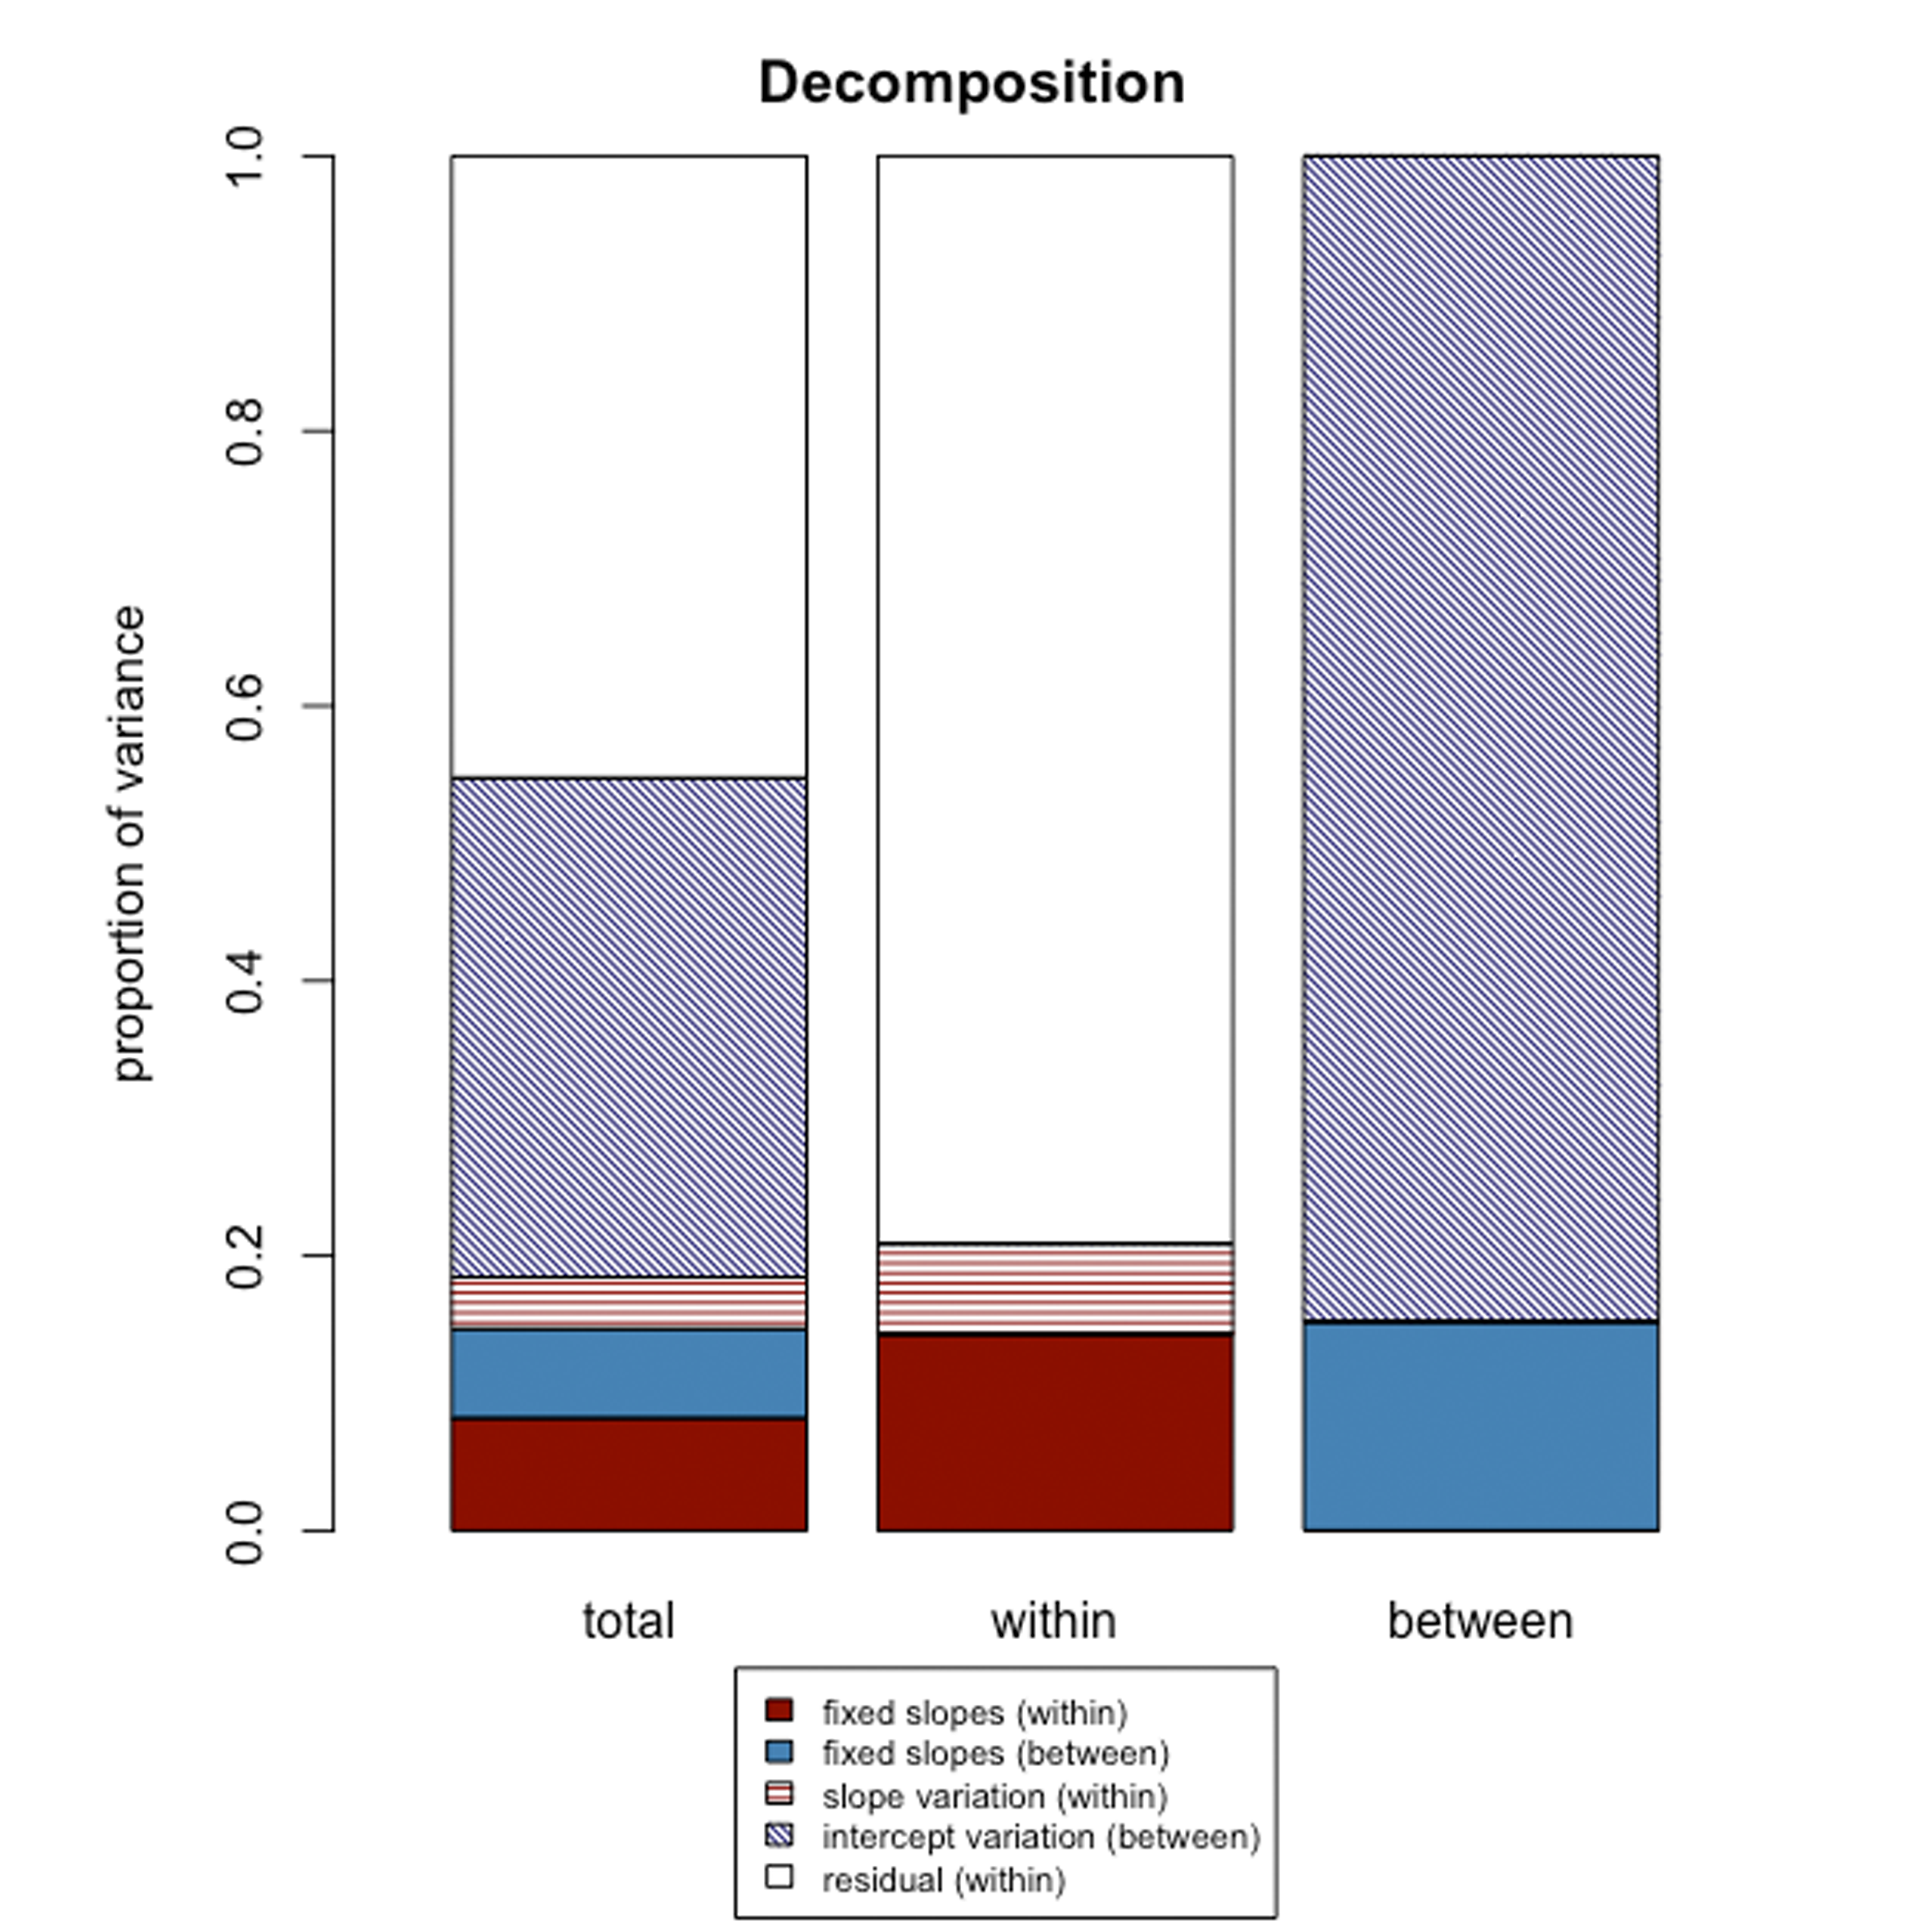 Decomposition
proportion of variance
1.0
0.8
0.6
0.4
0.2
0.0
total within between
fixed slopes (within)
fixed slopes (between)
slope variation (within)
intercept variation (between)
residual (within)